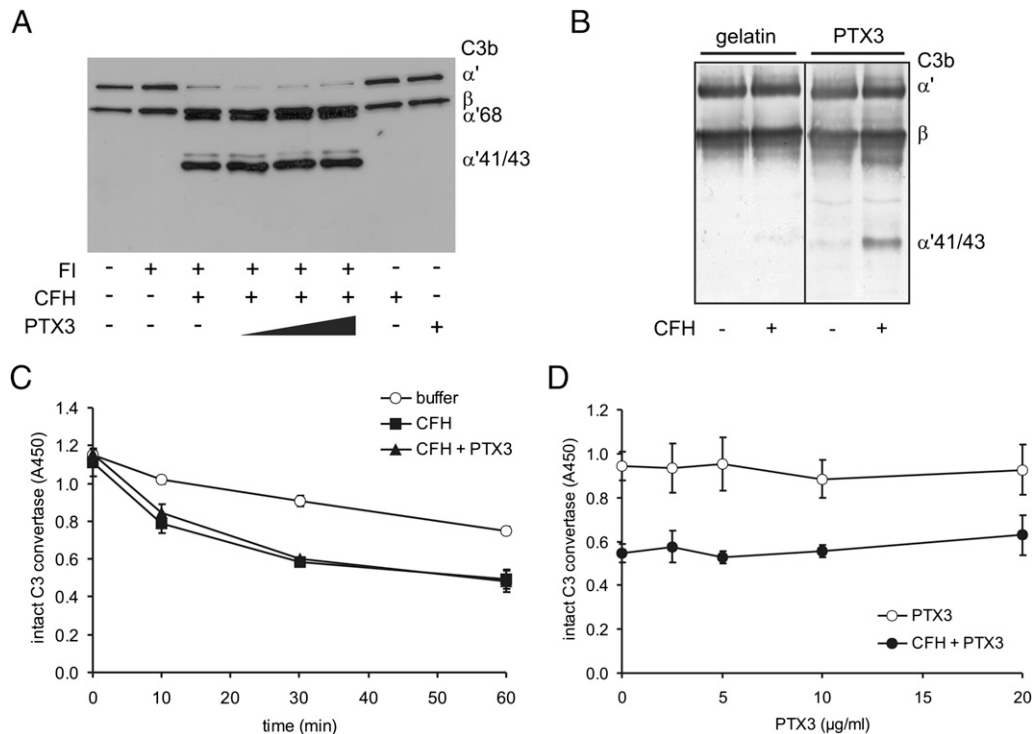 A
C3b
α'
β
α'68
α'41/43
FI - + + + + + - -
CFH - - + + + + + -
PTX3 - - - - +
B
gelatin PTX3
C3b
α'
β
α'41/43
CFH - + - +
C
intact C3 convertase (A450)
1.4
1.2
1.0
0.8
0.6
0.4
0.2
0.0
buffer
CFH
CFH + PTX3
0 10 20 30 40 50 60
time (min)
D
intact C3 convertase (A450)
1.2
1.0
0.8
0.6
0.4
0.2
0.0
PTX3
CFH + PTX3
0 5 10 15 20
PTX3 (μg/ml)